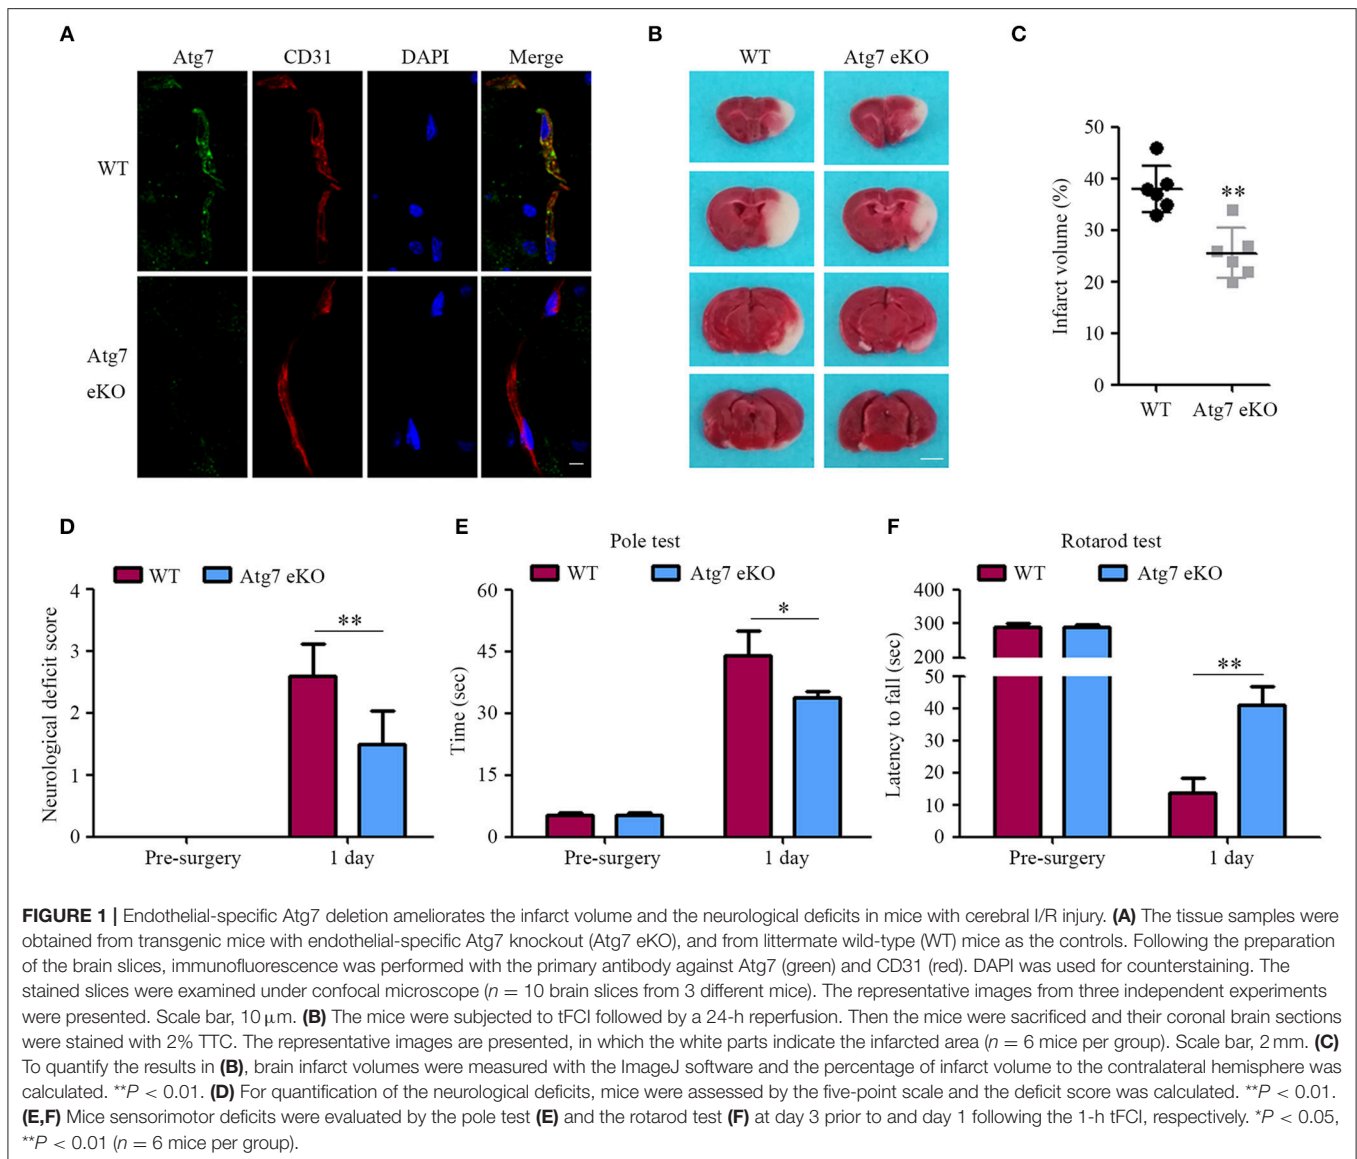 A
Atg7 CD31 DAPI Merge
WT
Atg7
eKO
B
WT Atg7 eKO
C
Infarct volume (%)
50
40
30
20
10
0
**
WT Atg7 eKO
D
WT Atg7 eKO
Neurological deficit score
4
3
2
1
0
**
Pre-surgery 1 day
E
Pole test
WT Atg7 eKO
Time (sec)
60
45
30
15
0
*
Pre-surgery 1 day
F
Rotarod test
WT Atg7 eKO
Latency to fall (sec)
400
300
200
50
40
30
20
10
0
**
Pre-surgery 1 day
FIGURE 1 | Endothelial-specific Atg7 deletion ameliorates the infarct volume and the neurological deficits in mice with cerebral I/R injury. (A) The tissue samples were
obtained from transgenic mice with endothelial-specific Atg7 knockout (Atg7 eKO), and from littermate wild-type (WT) mice as the controls. Following the preparation
of the brain slices, immunofluorescence was performed with the primary antibody against Atg7 (green) and CD31 (red). DAPI was used for counterstaining. The
stained slices were examined under confocal microscope (n = 10 brain slices from 3 different mice). The representative images from three independent experiments
were presented. Scale bar, 10 μm. (B) The mice were subjected to tFCI followed by a 24-h reperfusion. Then the mice were sacrificed and their coronal brain sections
were stained with 2% TTC. The representative images are presented, in which the white parts indicate the infarcted area (n = 6 mice per group). Scale bar, 2 mm. (C)
To quantify the results in (B), brain infarct volumes were measured with the ImageJ software and the percentage of infarct volume to the contralateral hemisphere was
calculated. **P < 0.01. (D) For quantification of the neurological deficits, mice were assessed by the five-point scale and the deficit score was calculated. **P < 0.01.
(E,F) Mice sensorimotor deficits were evaluated by the pole test (E) and the rotarod test (F) at day 3 prior to and day 1 following the 1-h tFCI, respectively. *P < 0.05,
**P < 0.01 (n = 6 mice per group).